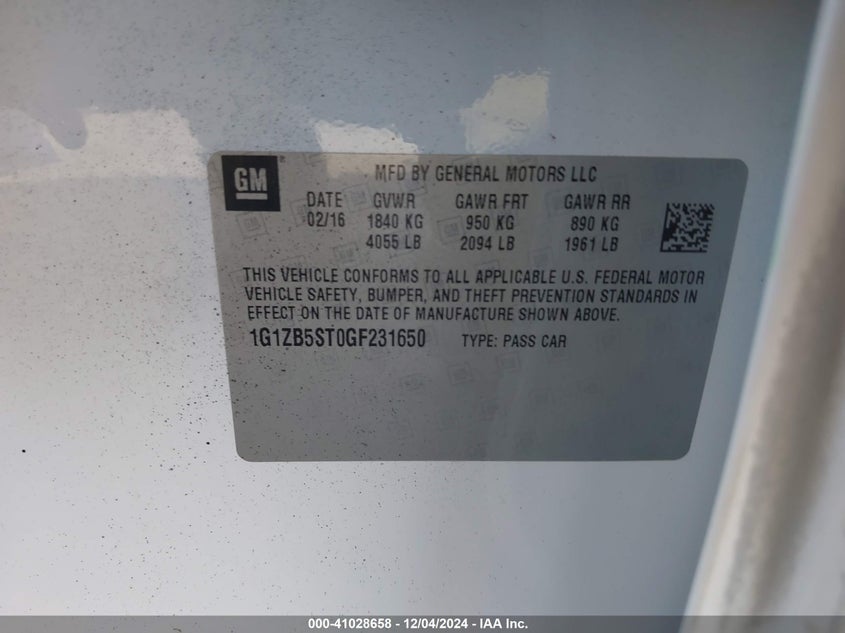 GM ®
MFD BY GENERAL MOTORS LLC
DATE GVWR GAWR FRT GAWR RR
02/16 1840 KG 950 KG 890 KG
4055 LB 2094 LB 1961 LB
THIS VEHICLE CONFORMS TO ALL APPLICABLE U.S. FEDERAL MOTOR
VEHICLE SAFETY, BUMPER, AND THEFT PREVENTION STANDARDS IN
EFFECT ON THE DATE OF MANUFACTURE SHOWN ABOVE.
1G1ZB5ST0GF231650 TYPE: PASS CAR
000-41028658 - 12/04/2024 - IAA Inc.